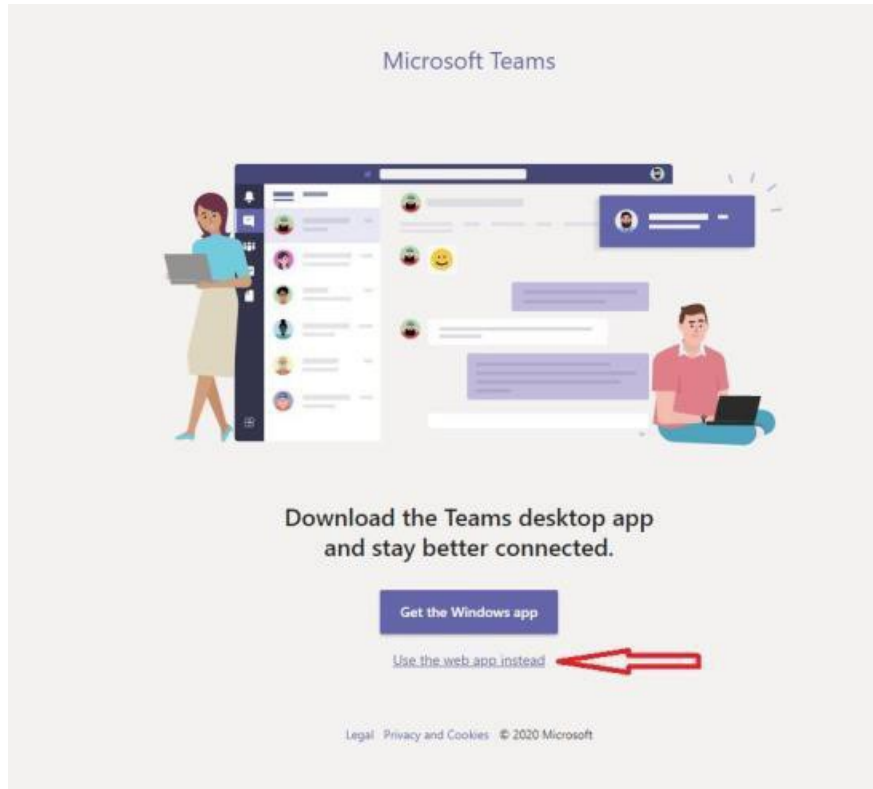 Microsoft Teams
Download the Teams desktop app
and stay better connected.
Get the Windows app
Use the web app instead
Legal Privacy and Cookies © 2020 Microsoft